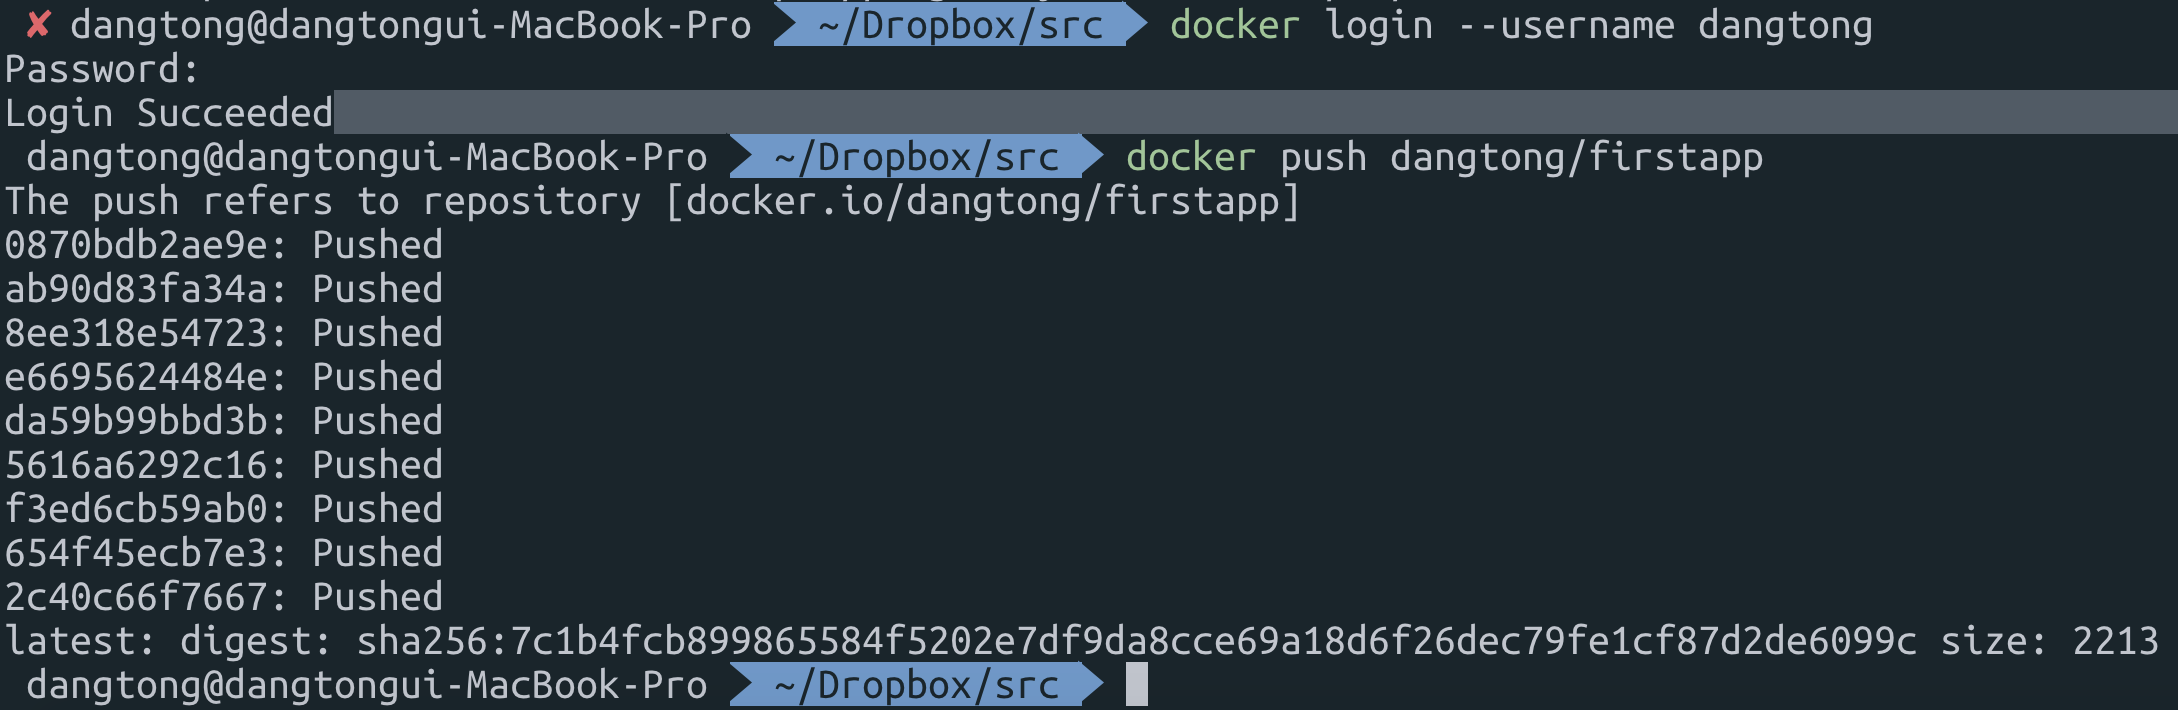 ✘ dangtong@dangtongui-MacBook-Pro ~/Dropbox/src docker login --username dangtong
Password:
Login Succeeded
dangtong@dangtongui-MacBook-Pro ~/Dropbox/src docker push dangtong/firstapp
The push refers to repository [docker.io/dangtong/firstapp]
0870bdb2ae9e: Pushed
ab90d83fa34a: Pushed
8ee318e54723: Pushed
e6695624484e: Pushed
da59b99bbd3b: Pushed
5616a6292c16: Pushed
f3ed6cb59ab0: Pushed
654f45ecb7e3: Pushed
2c40c66f7667: Pushed
latest: digest: sha256:7c1b4fcb899865584f5202e7df9da8cce69a18d6f26dec79fe1cf87d2de6099c size: 2213
dangtong@dangtongui-MacBook-Pro ~/Dropbox/src